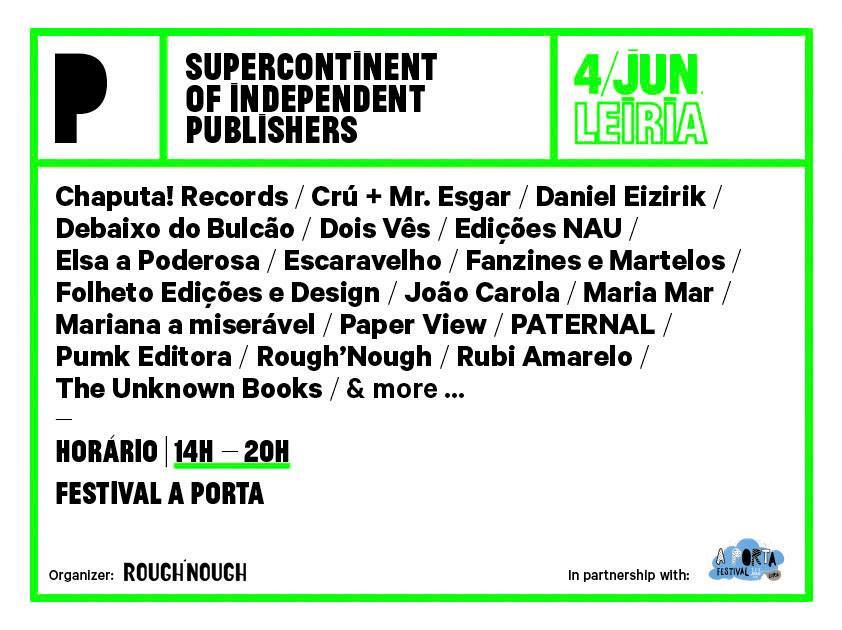 P
SUPERCONTINENT
OF INDEPENDENT
PUBLISHERS
4/JUN.
LEIRIA
Chaputa! Records / Crú + Mr. Esgar / Daniel Eizirik /
Debaixo do Bulcão / Dois Vês / Edições NAU /
Elsa a Poderosa / Escaravelho / Fanzines e Martelos /
Folheto Edições e Design / João Carola / Maria Mar /
Mariana a miserável / Paper View / PATERNAL /
Pumk Editora / Rough'Nough / Rubi Amarelo /
The Unknown Books / & more ...
—
HORÁRIO | 14H — 20H
FESTIVAL A PORTA
Organizer: ROUGH'NOUGH
In partnership with:
A PORTA
FESTIVAL